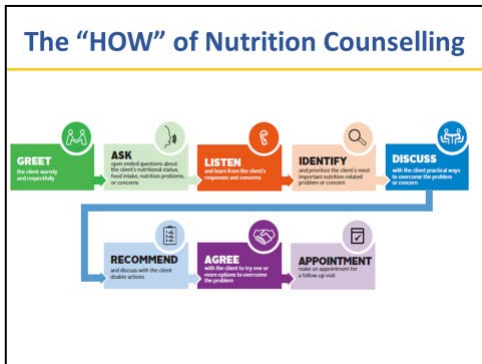 The “HOW” of Nutrition Counselling
GREET
the client warmly
and respectfully
ASK
open ended questions about
the client's nutritional status,
food intake, nutrition problems,
or concerns
LISTEN
and learn from the client's
responses and concerns
IDENTIFY
and prioritize the client's most
important nutrition related
problem or concern
DISCUSS
with the client practical ways
to overcome the problem
or concern
RECOMMEND
and discuss with the client
doable actions
AGREE
with the client to try one or
more options to overcome
the problem
APPOINTMENT
make an appointment for
a follow up visit